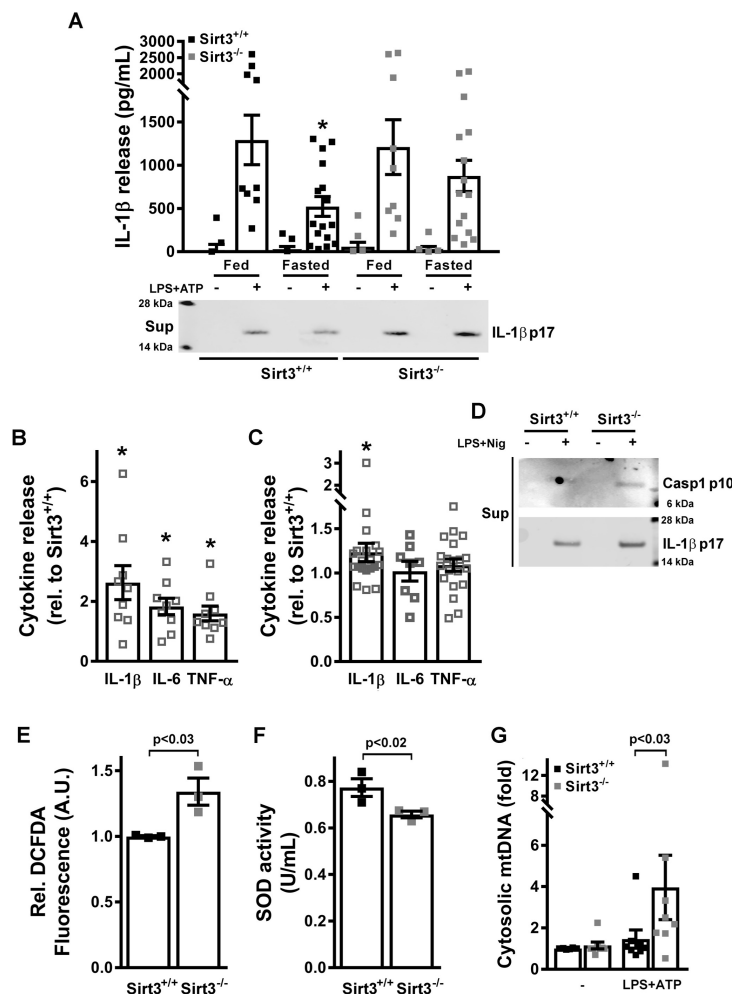 A
Sirt3+/+
Sirt3-/-
IL-1β release (pg/mL)
3000
2500
2000
1500
1000
500
0
*
Fed Fasted Fed Fasted
LPS+ATP - + - + - + - +
28 kDa
Sup
14 kDa
IL-1β p17
Sirt3+/+ Sirt3-/-
B
Cytokine release
(rel. to Sirt3+/+)
6
4
2
0
* * *
IL-1β IL-6 TNF-α
C
Cytokine release
(rel. to Sirt3+/+)
3
2
1.5
1.0
0.5
0.0
*
IL-1β IL-6 TNF-α
D
Sirt3+/+ Sirt3-/-
LPS+Nig - + - +
Sup
Casp1 p10
6 kDa
28 kDa
IL-1β p17
14 kDa
E
Rel. DCFDA
Fluorescence (A.U.)
1.5
1.0
0.5
0.0
p<0.03
Sirt3+/+ Sirt3-/-
F
SOD activity
(U/mL)
0.8
0.6
0.4
0.2
0.0
p<0.02
Sirt3+/+ Sirt3-/-
G
Cytosolic mtDNA (fold)
Sirt3+/+
Sirt3-/-
p<0.03
12
8
6
4
2
0
- LPS+ATP